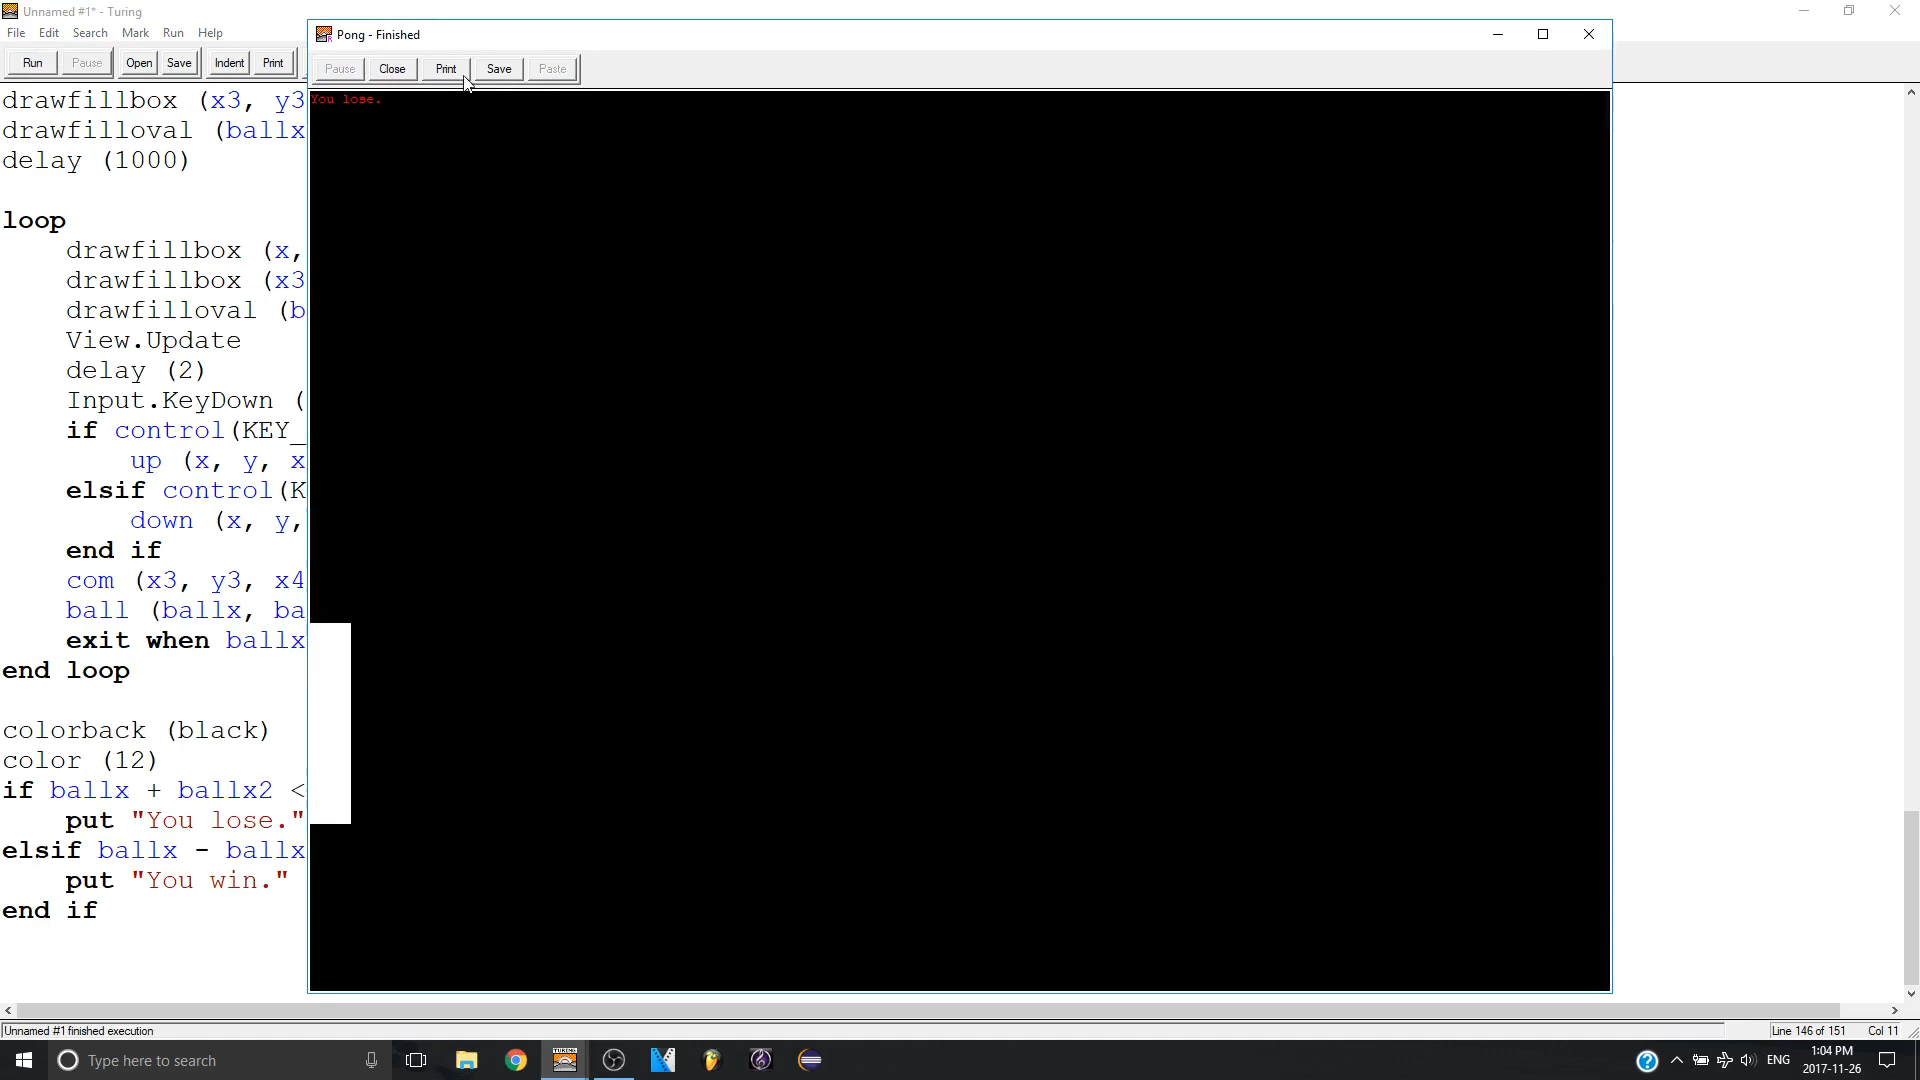 Unnamed #1* - Turing
File Edit Search Mark Run Help
Run Pause Open Save Indent Print
Pong - Finished
Pause Close Print Save Paste
You lose.
drawfillbox (x3, y3
drawfilloval (ballx
delay (1000)
loop
drawfillbox (x,
drawfillbox (x3
drawfilloval (b
View.Update
delay (2)
Input.KeyDown (
if control(KEY_
up (x, y, x
elsif control(K
down (x, y,
end if
com (x3, y3, x4
ball (ballx, ba
exit when ballx
end loop
colorback (black)
color (12)
if ballx + ballx2 <
put "You lose."
elsif ballx - ballx
put "You win."
end if
Unnamed #1 finished execution
Line 146 of 151 Col 11
Type here to search
TURING
ENG
1:04 PM
2017-11-26